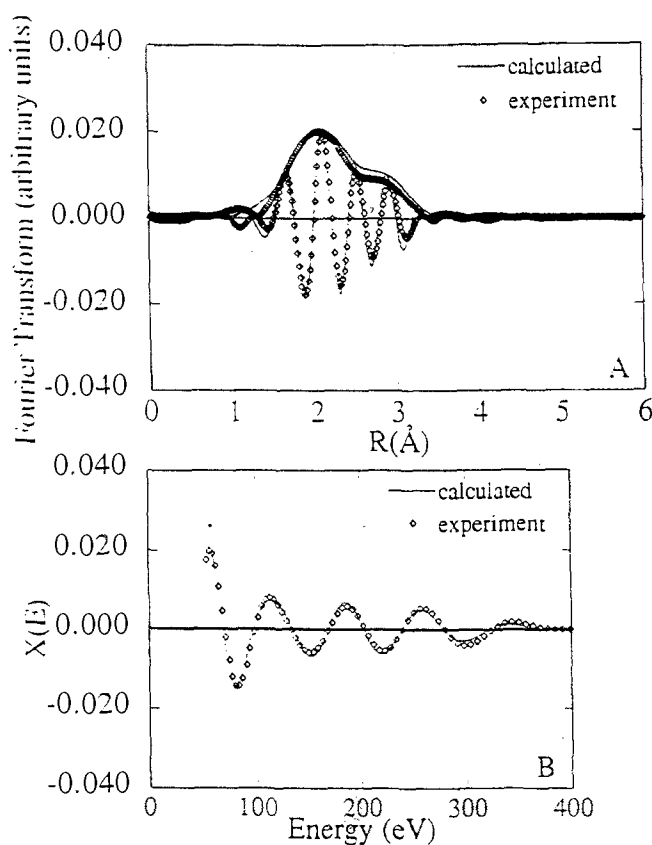 Fourier Transform (arbitrary units)
0.040
0.020
0.000
-0.020
-0.040
calculated
experiment
A
0 1 2 3 4 5 6
R(Å)
X(E)
0.040
0.020
0.000
-0.020
-0.040
calculated
experiment
B
0 100 200 300 400
Energy (eV)